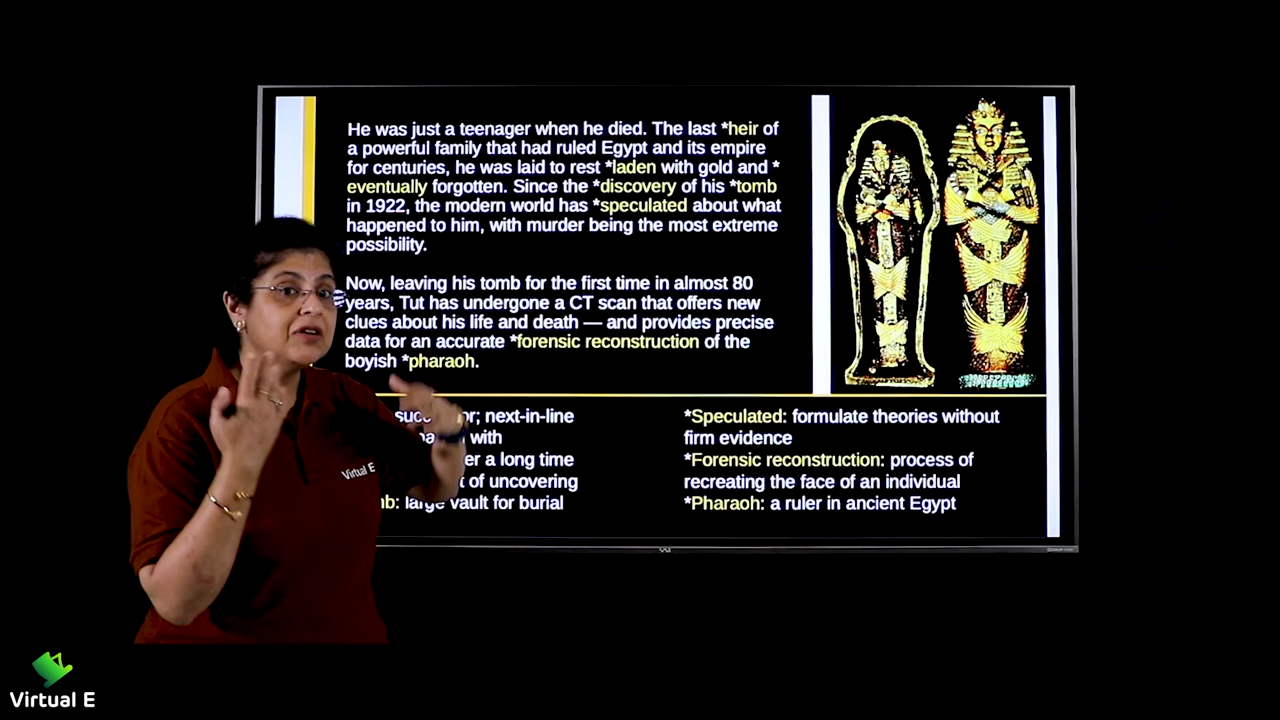 He was just a teenager when he died. The last *heir of
a powerful family that had ruled Egypt and its empire
for centuries, he was laid to rest *laden with gold and *
eventually forgotten. Since the *discovery of his *tomb
in 1922, the modern world has *speculated about what
happened to him, with murder being the most extreme
possibility.
Now, leaving his tomb for the first time in almost 80
years, Tut has undergone a CT scan that offers new
clues about his life and death — and provides precise
data for an accurate *forensic reconstruction of the
boyish *pharaoh.
next-in-line
with
a long time
of uncovering
large vault for burial
*Speculated: formulate theories without
firm evidence
*Forensic reconstruction: process of
recreating the face of an individual
*Pharaoh: a ruler in ancient Egypt
Virtual E
Virtual E